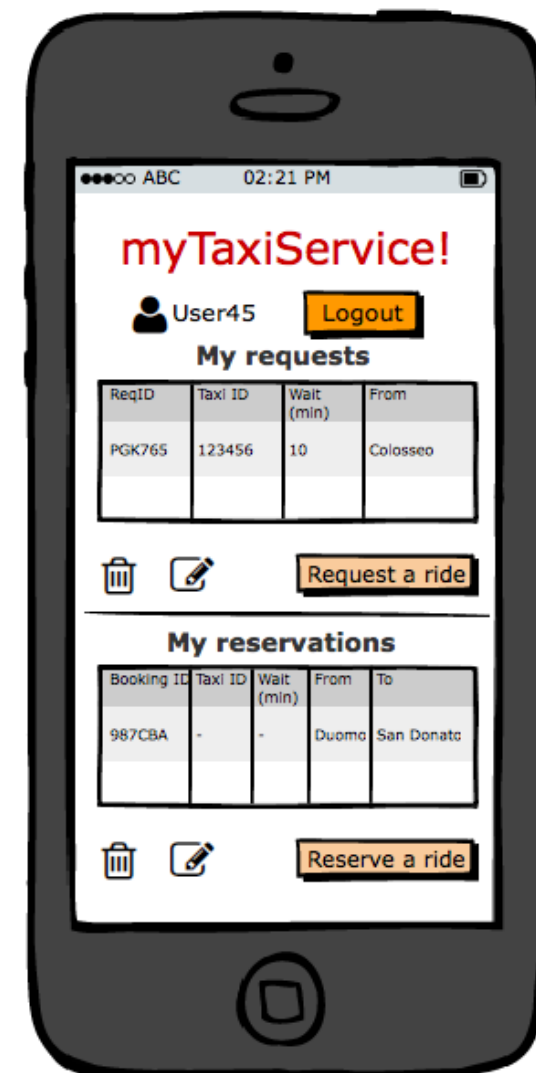 ABC 02:21 PM
myTaxiService!
User45 Logout
My requests
ReqID Taxi ID Wait (min) From
PGK765 123456 10 Colosseo
Request a ride
My reservations
Booking ID Taxi ID Wait (min) From To
987CBA - - Duomo San Donato
Reserve a ride